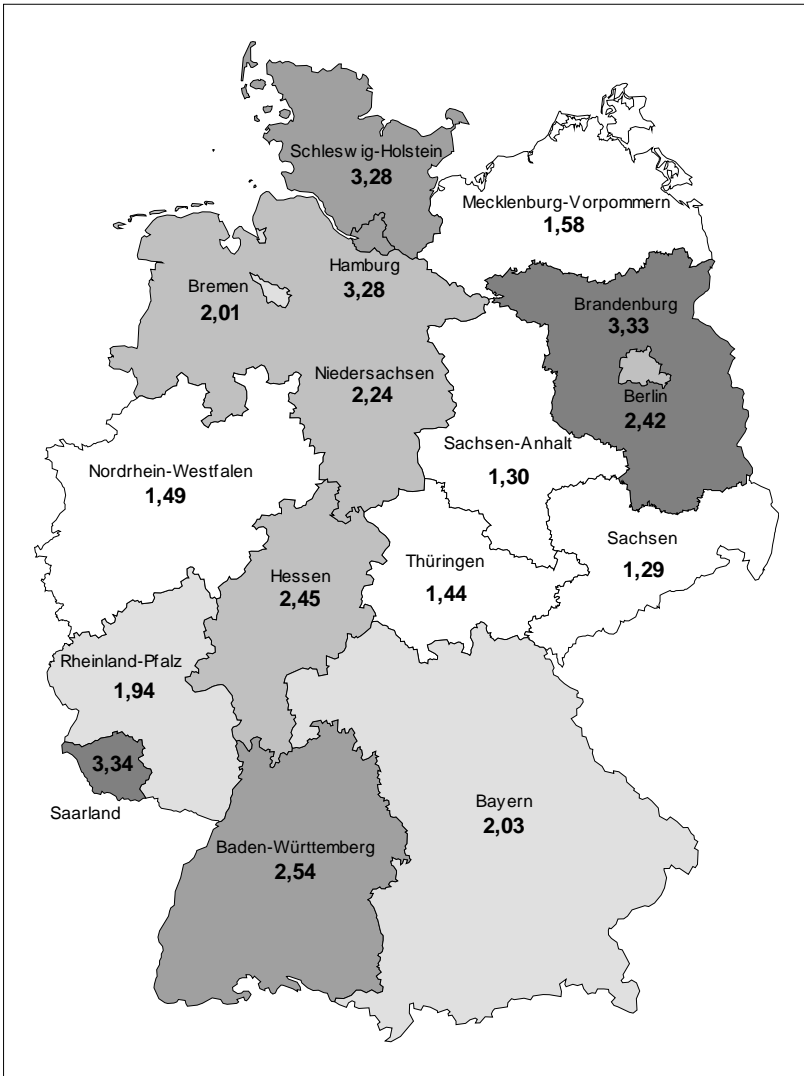 Schleswig-Holstein
3,28
Mecklenburg-Vorpommern
1,58
Hamburg
3,28
Bremen
2,01
Brandenburg
3,33
Niedersachsen
2,24
Berlin
2,42
Sachsen-Anhalt
1,30
Nordrhein-Westfalen
1,49
Sachsen
1,29
Thüringen
1,44
Hessen
2,45
Rheinland-Pfalz
1,94
3,34
Saarland
Bayern
2,03
Baden-Württemberg
2,54